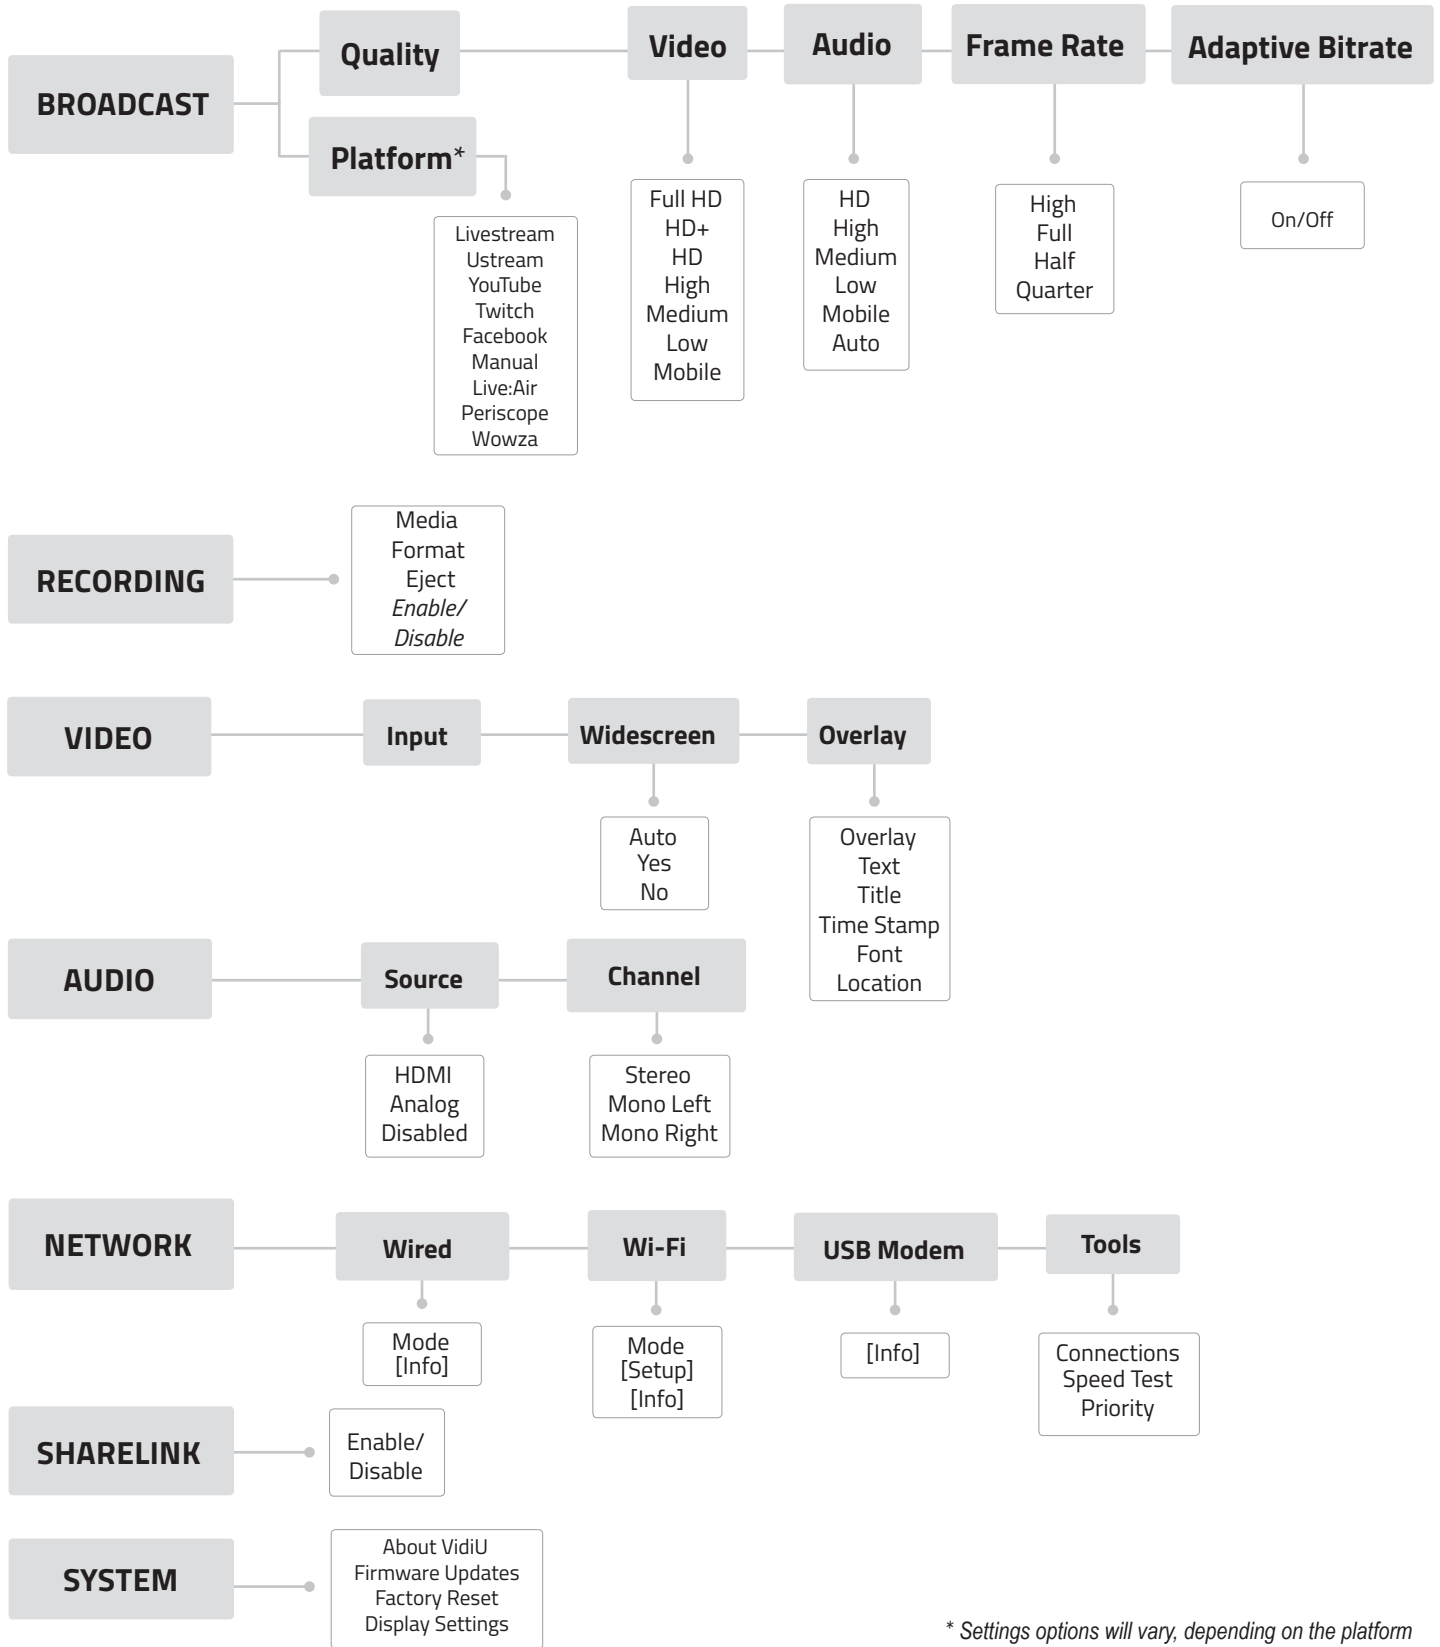 BROADCAST
Quality
Video
Audio
Frame Rate
Adaptive Bitrate
Platform*
Livestream
Ustream
YouTube
Twitch
Facebook
Manual
Live:Air
Periscope
Wowza
Full HD
HD+
HD
High
Medium
Low
Mobile
HD
High
Medium
Low
Mobile
Auto
High
Full
Half
Quarter
On/Off
RECORDING
Media
Format
Eject
Enable/
Disable
VIDEO
Input
Widescreen
Overlay
Auto
Yes
No
Overlay
Text
Title
Time Stamp
Font
Location
AUDIO
Source
Channel
HDMI
Analog
Disabled
Stereo
Mono Left
Mono Right
NETWORK
Wired
Wi-Fi
USB Modem
Tools
Mode
[Info]
Mode
[Setup]
[Info]
[Info]
Connections
Speed Test
Priority
SHARELINK
Enable/
Disable
SYSTEM
About VidiU
Firmware Updates
Factory Reset
Display Settings
* Settings options will vary, depending on the platform